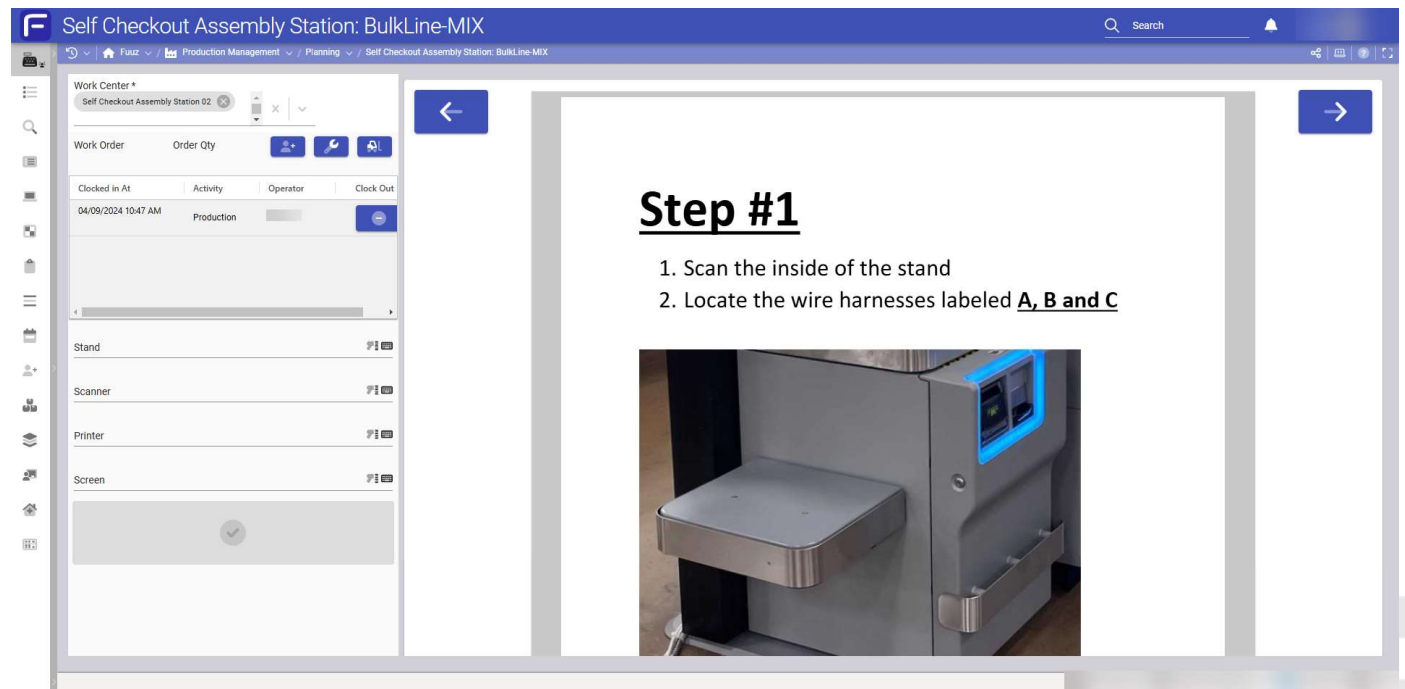 Self Checkout Assembly Station: BulkLine-MIX
Search
Fuuz / Production Management / Planning / Self Checkout Assembly Station: BulkLine-MIX
Work Center *
Self Checkout Assembly Station 02
Work Order Order Qty
Clocked in At Activity Operator Clock Out
04/09/2024 10:47 AM Production
Stand
Scanner
Printer
Screen
Step #1
1. Scan the inside of the stand
2. Locate the wire harnesses labeled A, B and C